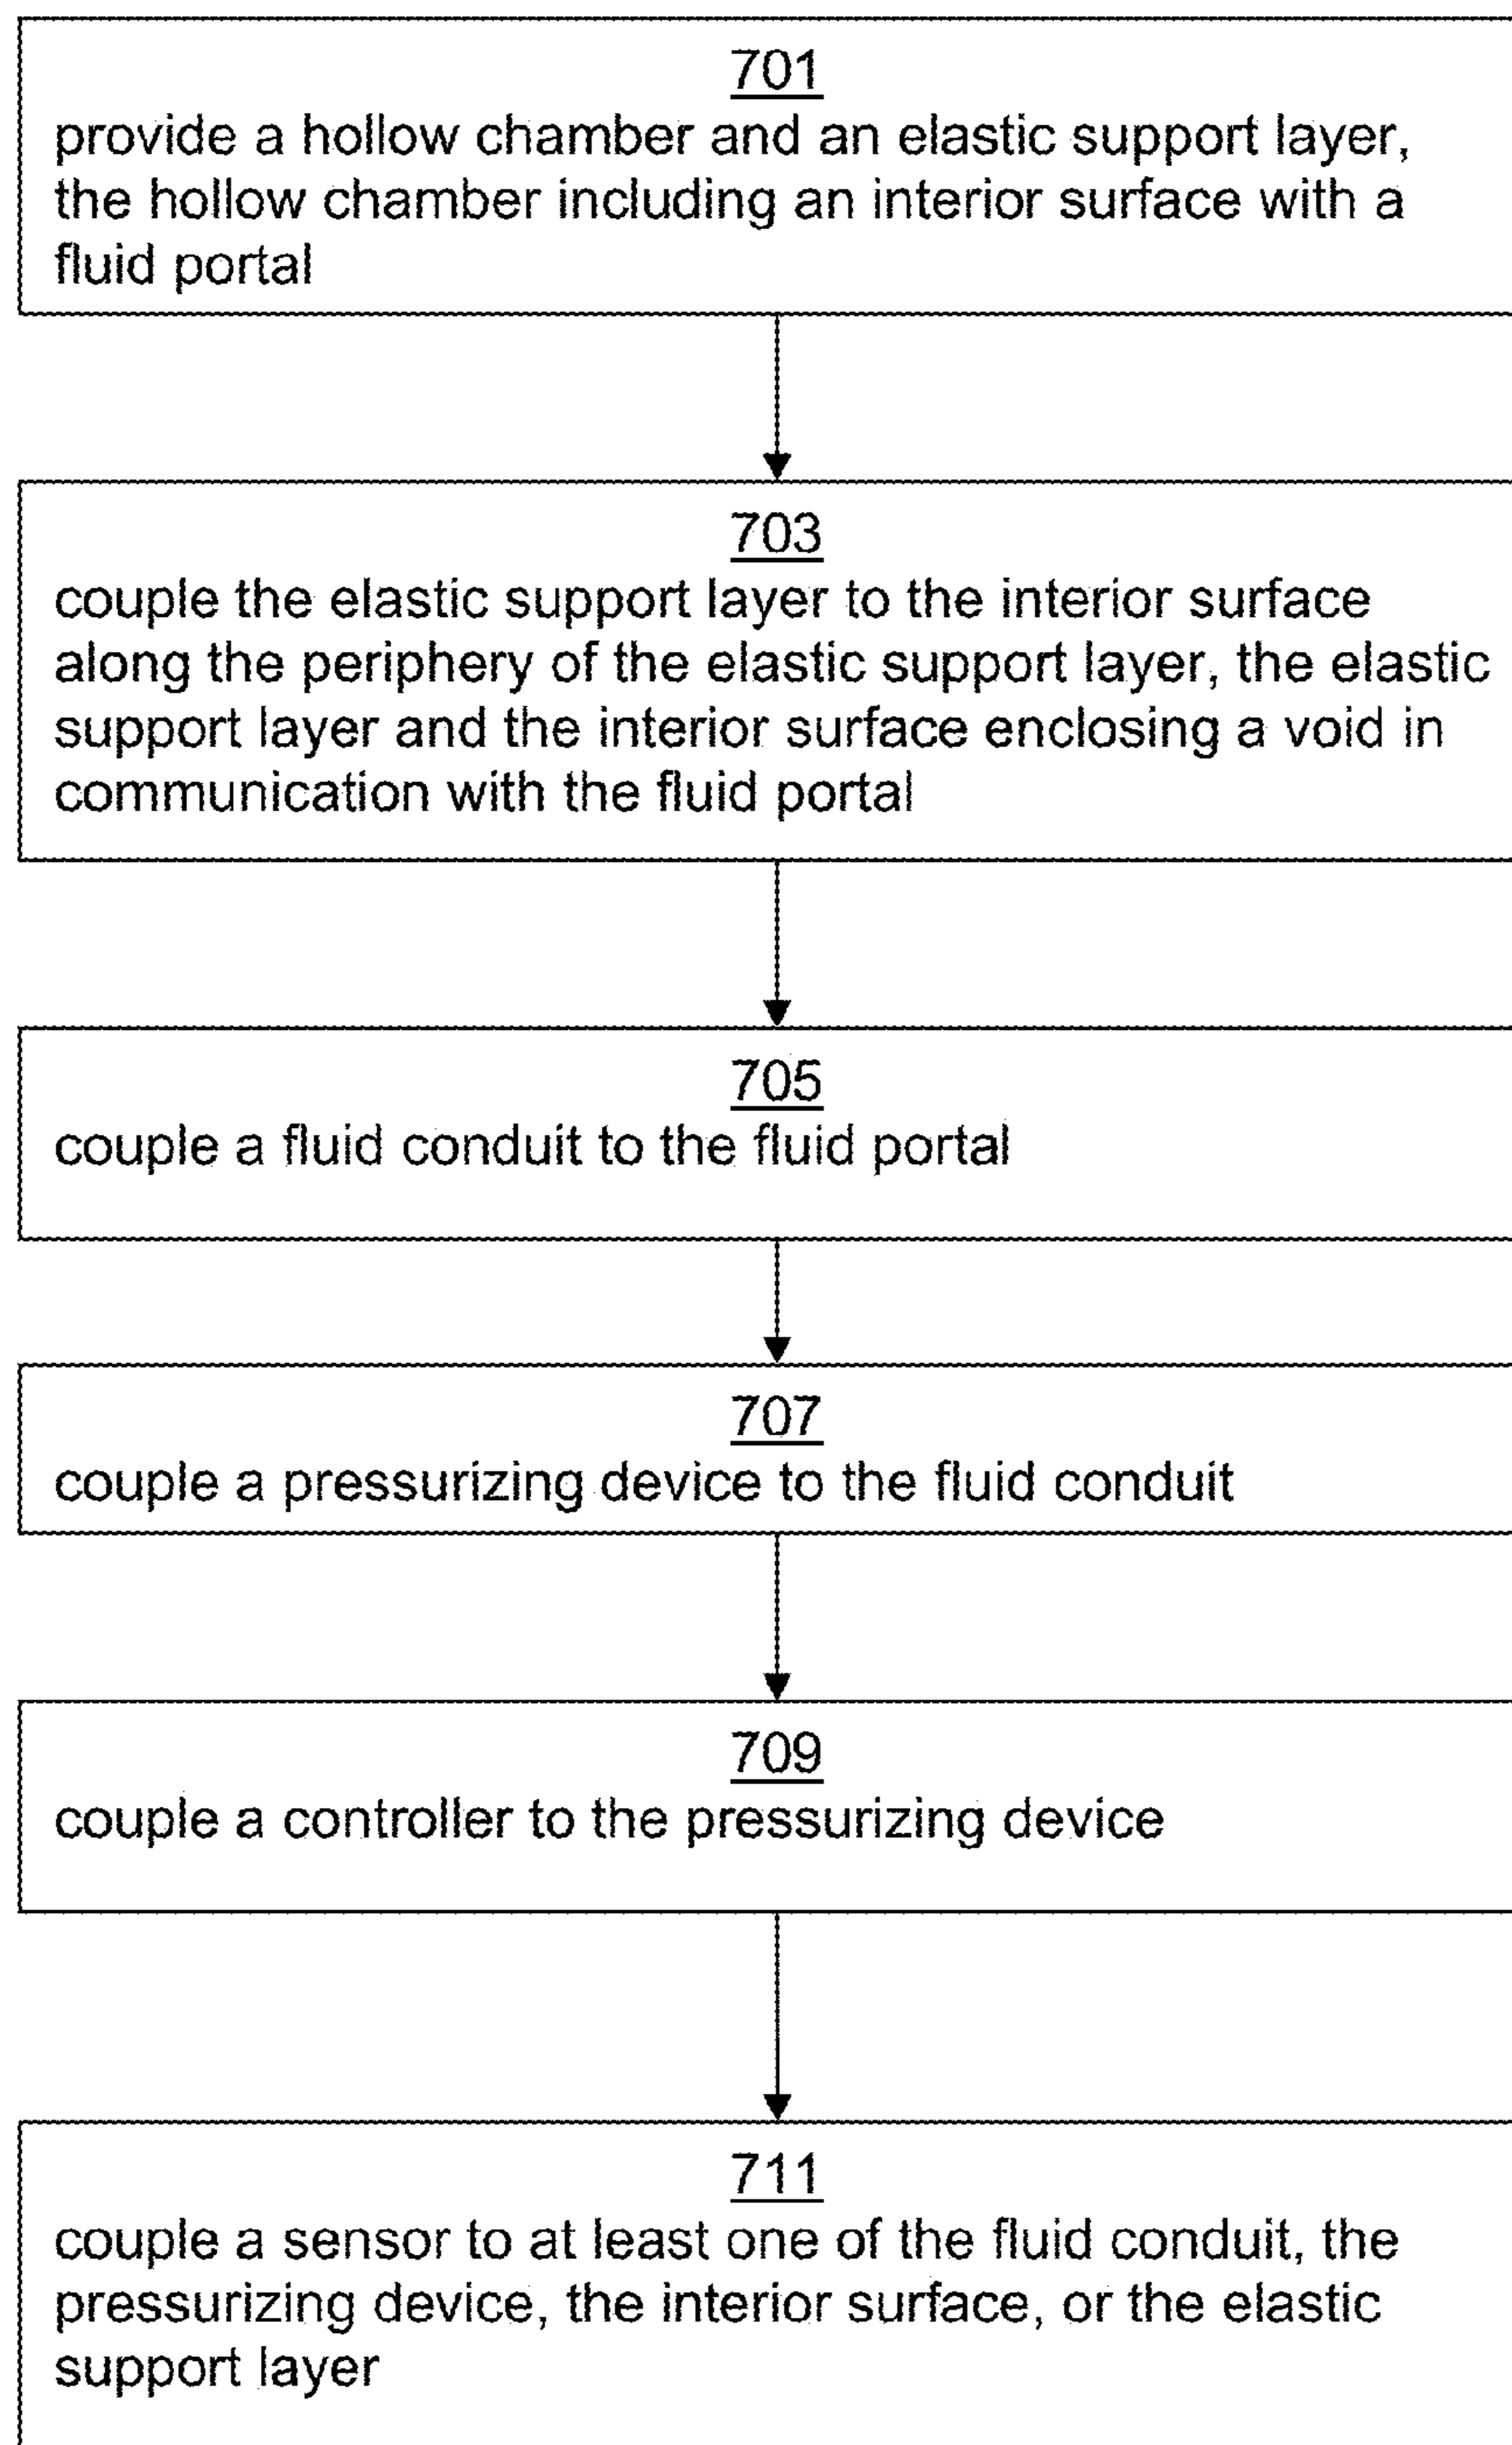 701
provide a hollow chamber and an elastic support layer,
the hollow chamber including an interior surface with a
fluid portal
703
couple the elastic support layer to the interior surface
along the periphery of the elastic support layer, the elastic
support layer and the interior surface enclosing a void in
communication with the fluid portal
705
couple a fluid conduit to the fluid portal
707
couple a pressurizing device to the fluid conduit
709
couple a controller to the pressurizing device
711
couple a sensor to at least one of the fluid conduit, the
pressurizing device, the interior surface, or the elastic
support layer